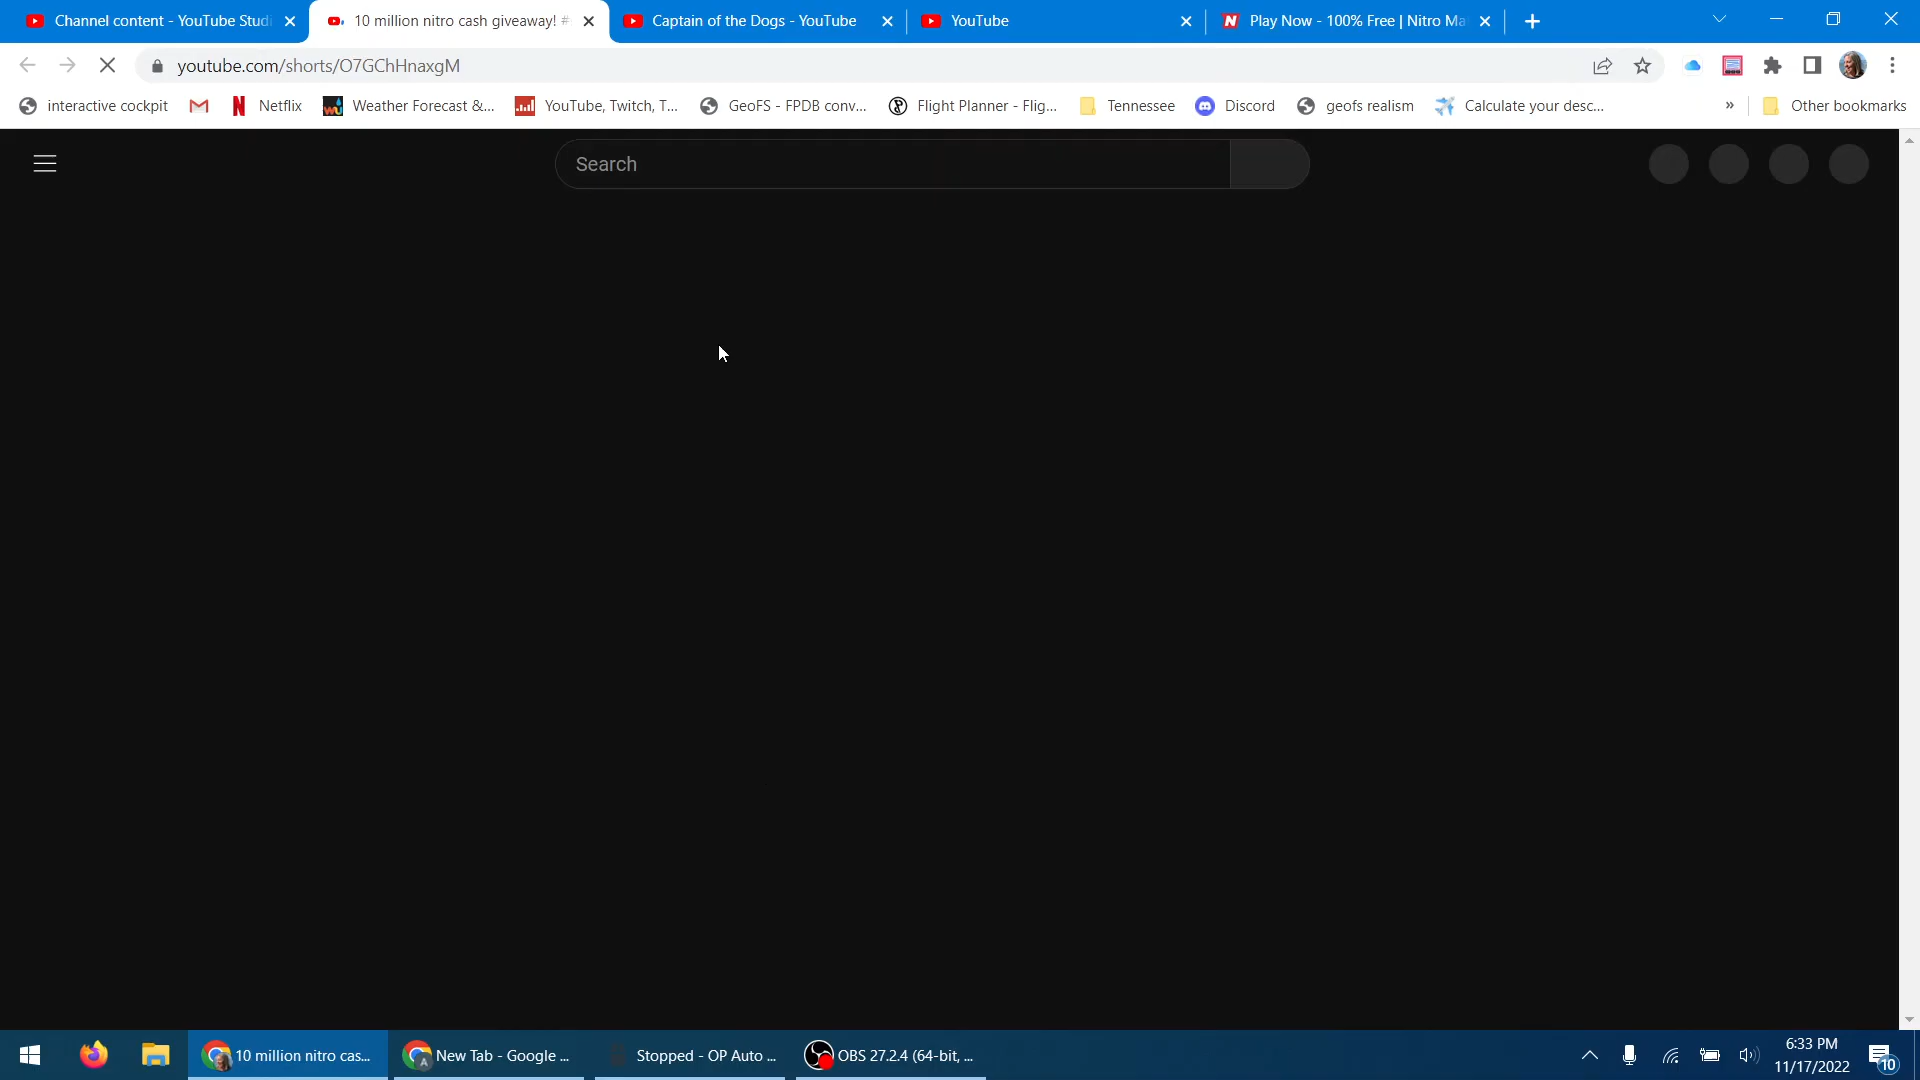 Channel content - YouTube Studi
10 million nitro cash giveaway! #
Captain of the Dogs - YouTube
YouTube
Play Now - 100% Free | Nitro Ma
youtube.com/shorts/O7GChHnaxgM
interactive cockpit
Netflix
Weather Forecast &...
YouTube, Twitch, T...
GeoFS - FPDB conv...
Flight Planner - Flig...
Tennessee
Discord
geofs realism
Calculate your desc...
»
Other bookmarks
Search
10 million nitro cas...
New Tab - Google ...
Stopped - OP Auto ...
OBS 27.2.4 (64-bit, ...
6:33 PM
11/17/2022
10